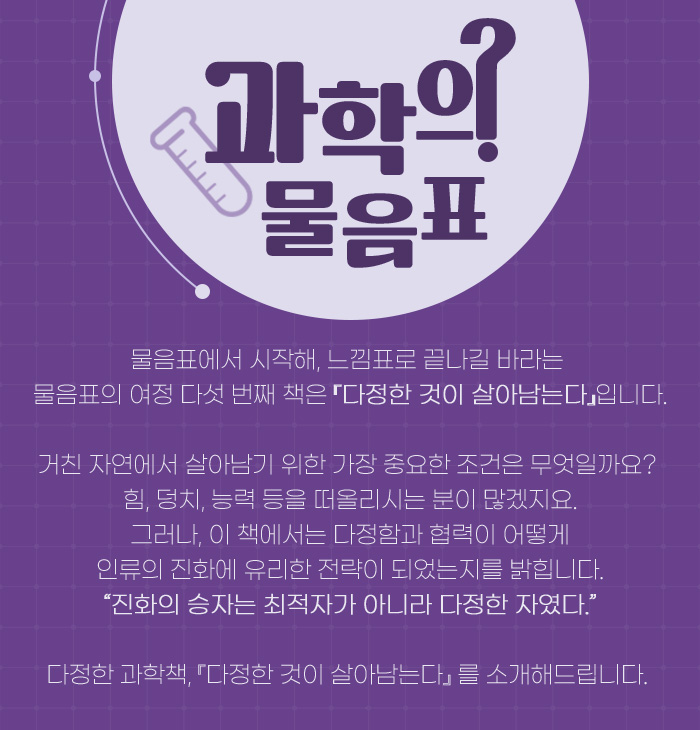 과학의?
물음표
물음표에서 시작해, 느낌표로 끝나길 바라는
물음표의 여정 다섯 번째 책은 『다정한 것이 살아남는다』입니다.
거친 자연에서 살아남기 위한 가장 중요한 조건은 무엇일까요?
힘, 덩치, 능력 등을 떠올리시는 분이 많겠지요.
그러나, 이 책에서는 다정함과 협력이 어떻게
인류의 진화에 유리한 전략이 되었는지를 밝힙니다.
“진화의 승자는 최적자가 아니라 다정한 자였다.”
다정한 과학책, 『다정한 것이 살아남는다』 를 소개해드립니다.